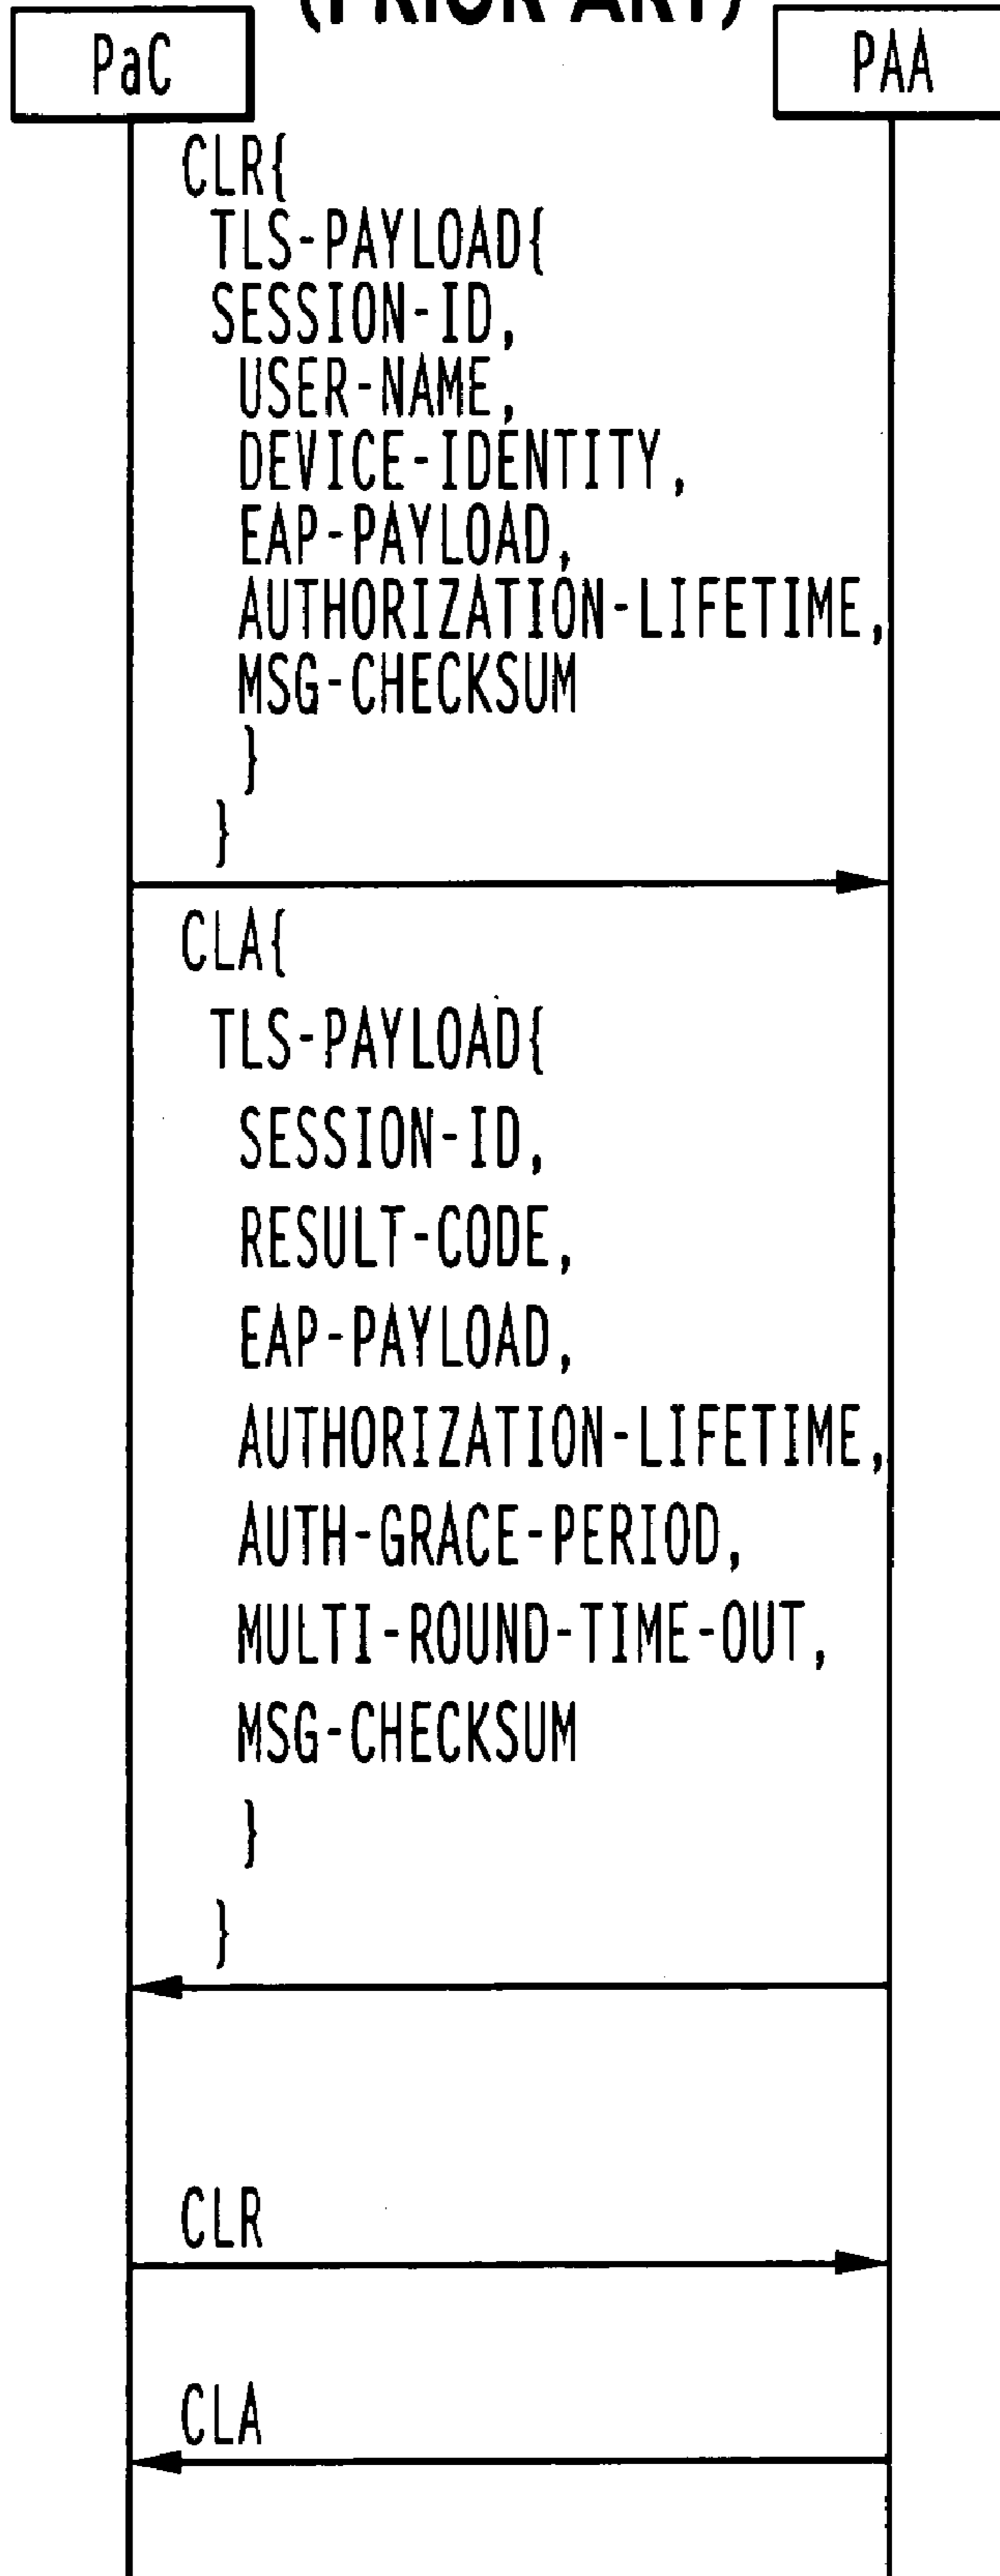 (PRIOR ART)
PaC
PAA
CLR{
TLS-PAYLOAD{
SESSION-ID,
USER-NAME,
DEVICE-IDENTITY,
EAP-PAYLOAD,
AUTHORIZATION-LIFETIME,
MSG-CHECKSUM
}
}
CLA{
TLS-PAYLOAD{
SESSION-ID,
RESULT-CODE,
EAP-PAYLOAD,
AUTHORIZATION-LIFETIME,
AUTH-GRACE-PERIOD,
MULTI-ROUND-TIME-OUT,
MSG-CHECKSUM
}
}
CLR
CLA